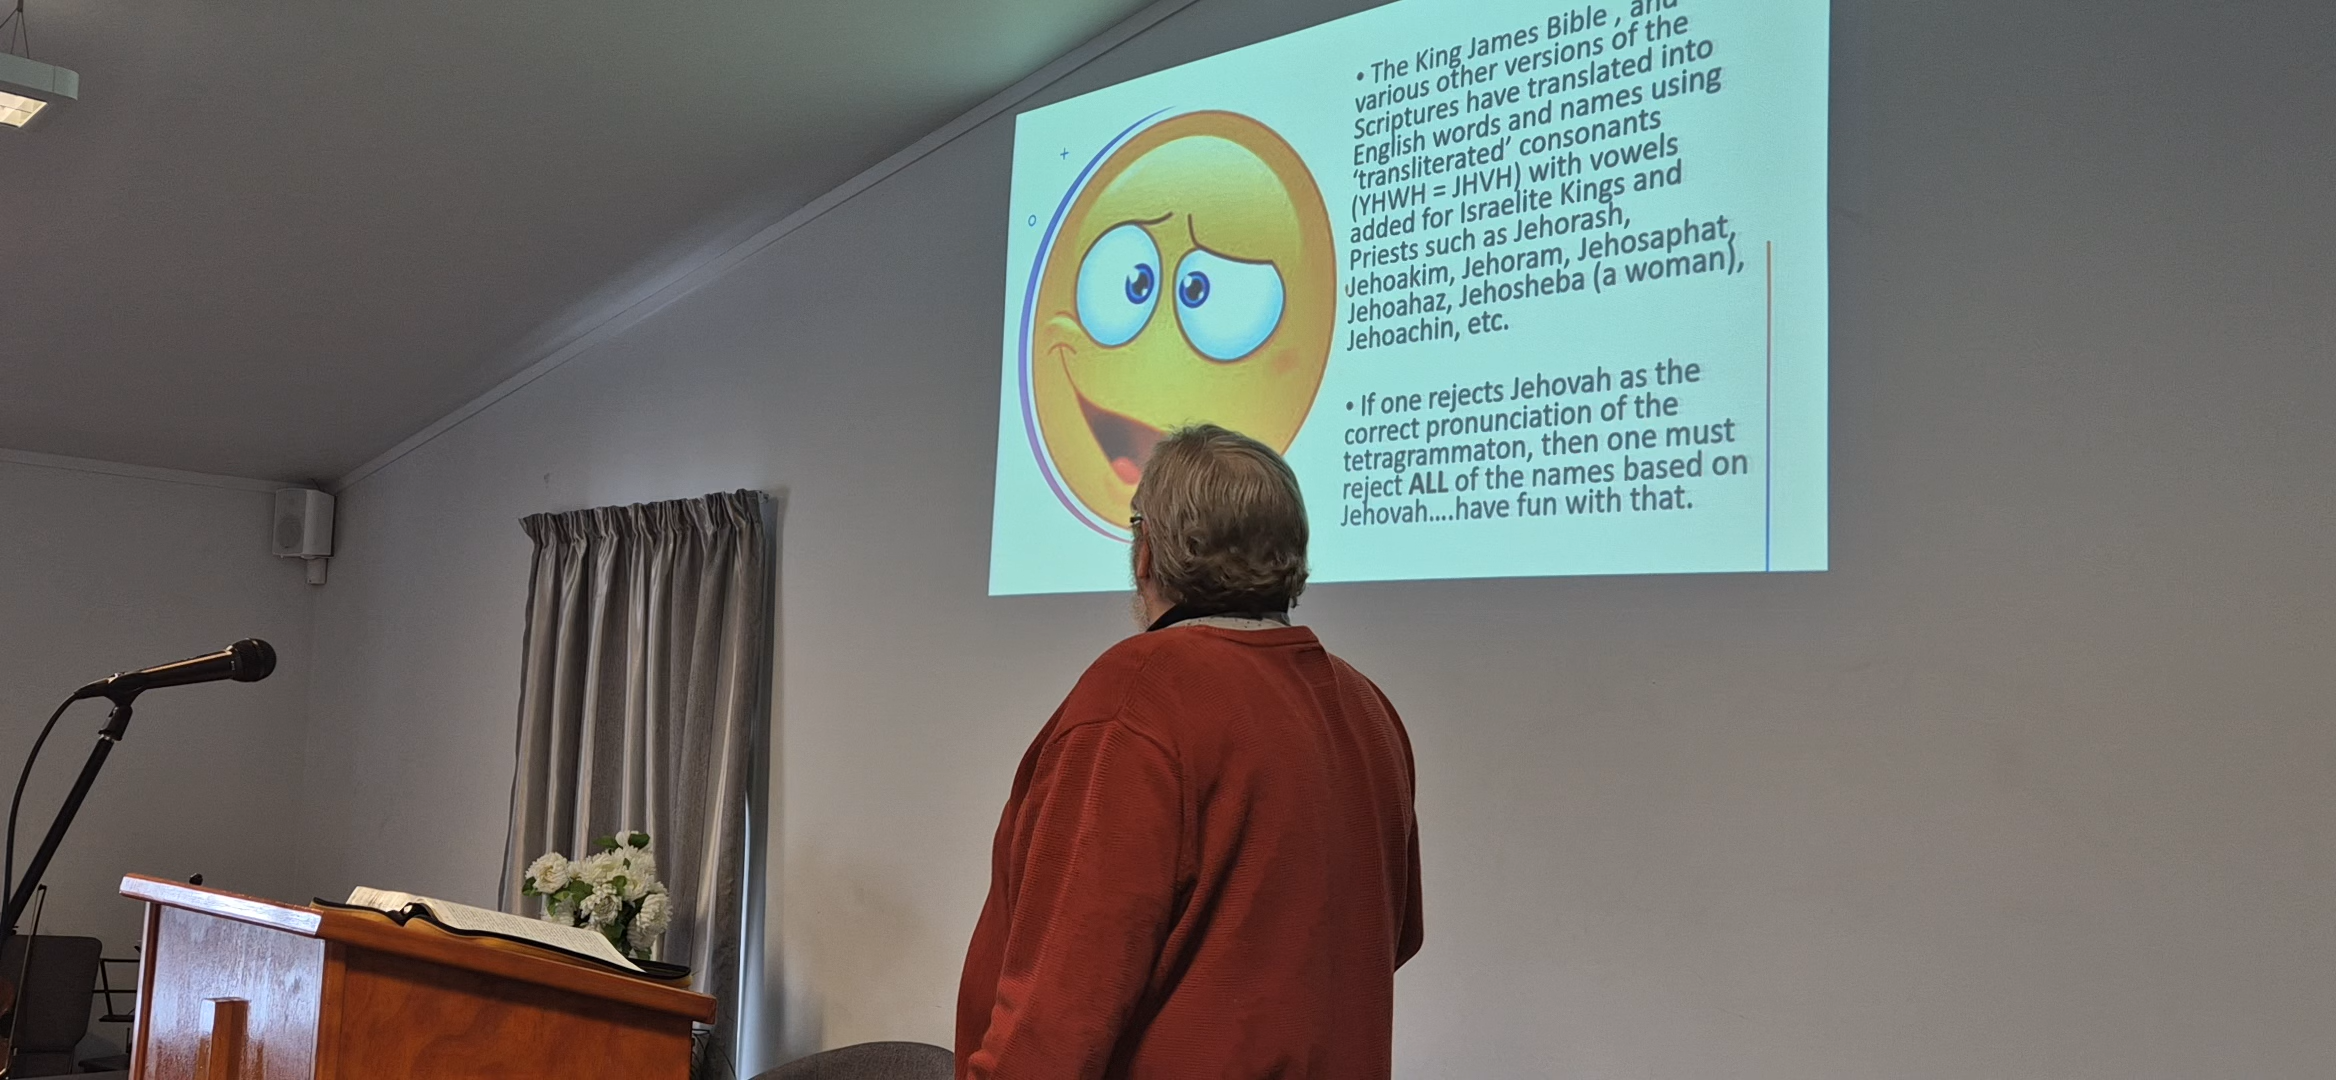 • The King James Bible , and
various other versions of the
Scriptures have translated into
English words and names using
‘transliterated’ consonants
(YHWH = JHVH) with vowels
added for Israelite Kings and
Priests such as Jehorash,
Jehoakim, Jehoram, Jehosaphat,
Jehoahaz, Jehosheba (a woman),
Jehoachin, etc.
• If one rejects Jehovah as the
correct pronunciation of the
tetragrammaton, then one must
reject ALL of the names based on
Jehovah....have fun with that.